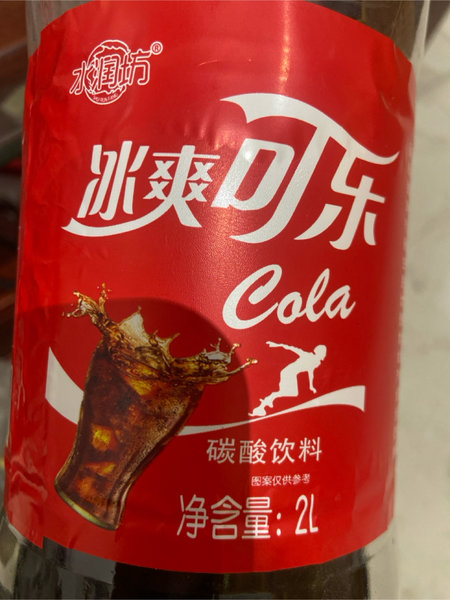 水润坊®
冰爽可乐
Cola
碳酸饮料
图案仅供参考
净含量：2L